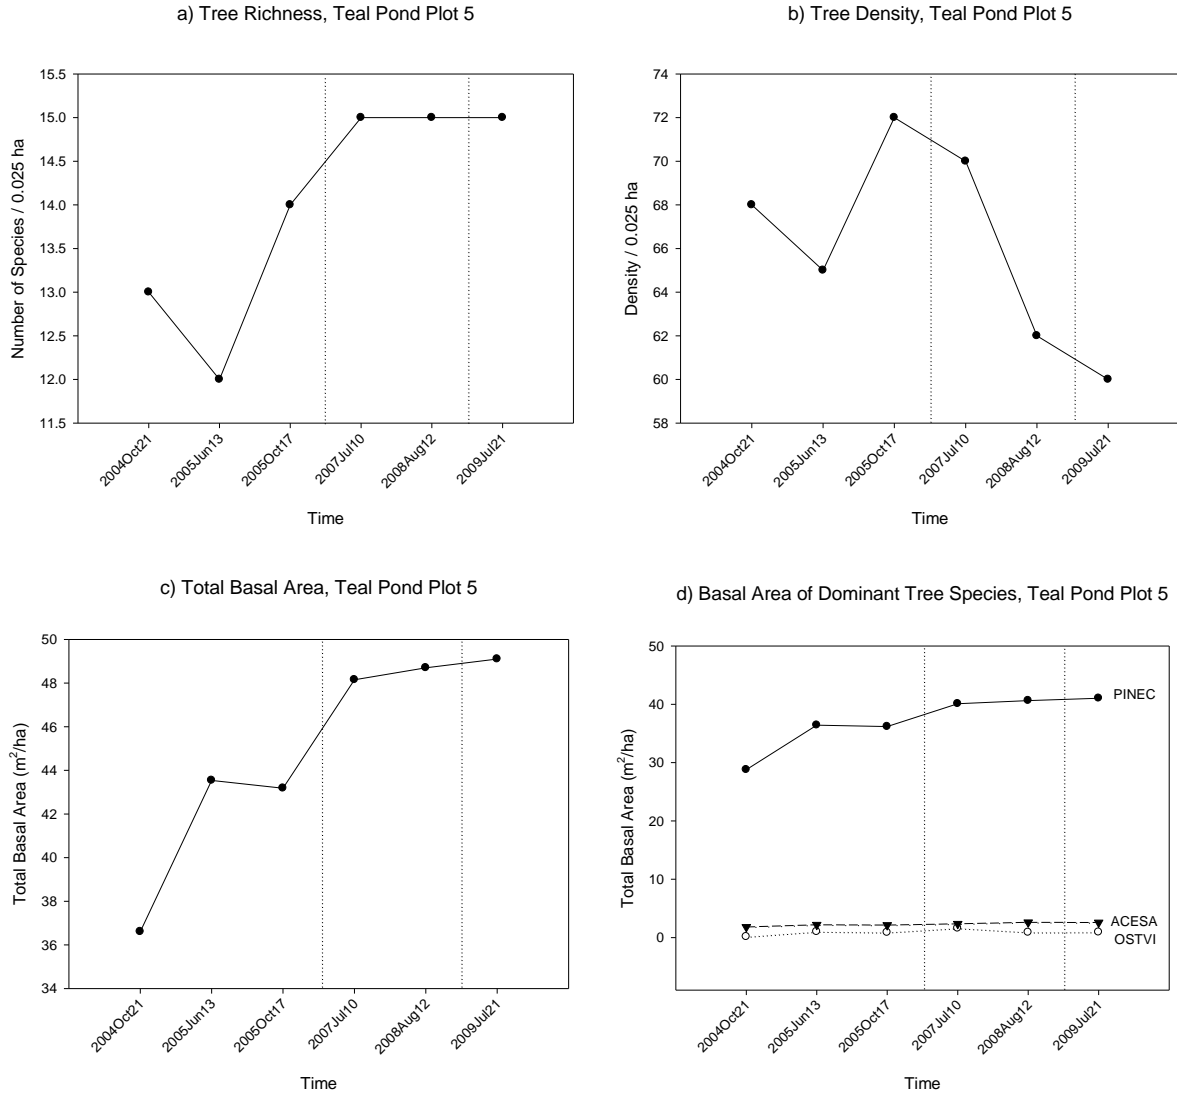 a) Tree Richness, Teal Pond Plot 5
Number of Species / 0.025 ha
15.5
15.0
14.5
14.0
13.5
13.0
12.5
12.0
11.5
2004Oct21
2005Jun13
2005Oct17
2007Jul10
2008Aug12
2009Jul21
Time
b) Tree Density, Teal Pond Plot 5
Density / 0.025 ha
74
72
70
68
66
64
62
60
58
2004Oct21
2005Jun13
2005Oct17
2007Jul10
2008Aug12
2009Jul21
Time
c) Total Basal Area, Teal Pond Plot 5
Total Basal Area (m²/ha)
50
48
46
44
42
40
38
36
34
2004Oct21
2005Jun13
2005Oct17
2007Jul10
2008Aug12
2009Jul21
Time
d) Basal Area of Dominant Tree Species, Teal Pond Plot 5
Total Basal Area (m²/ha)
50
40
30
20
10
0
PINEC
ACESA
OSTVI
2004Oct21
2005Jun13
2005Oct17
2007Jul10
2008Aug12
2009Jul21
Time